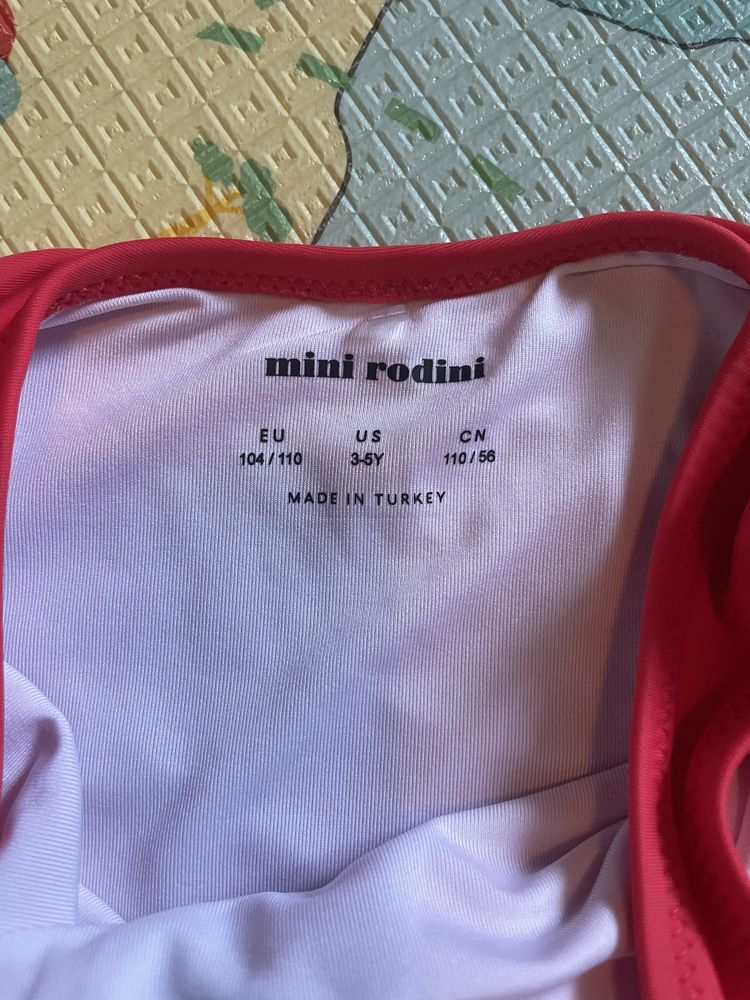 mini rodini
EU US CN
104 / 110 3-5Y 110 / 56
MADE IN TURKEY